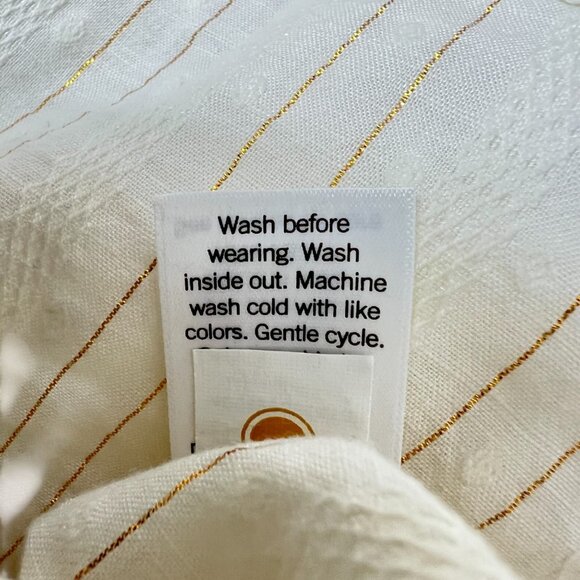 Wash before
wearing. Wash
inside out. Machine
wash cold with like
colors. Gentle cycle.